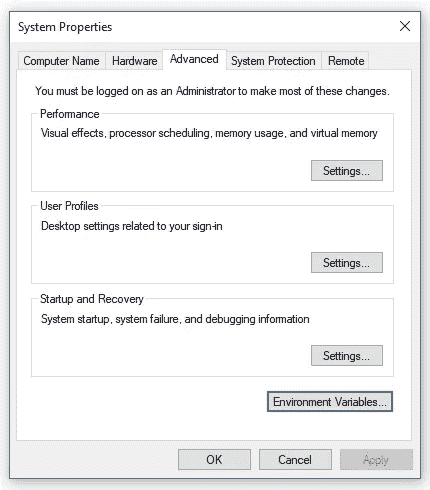 System Properties
Computer Name Hardware Advanced System Protection Remote
You must be logged on as an Administrator to make most of these changes.
Performance
Visual effects, processor scheduling, memory usage, and virtual memory
Settings...
User Profiles
Desktop settings related to your sign-in
Settings...
Startup and Recovery
System startup, system failure, and debugging information
Settings...
Environment Variables...
OK Cancel Apply